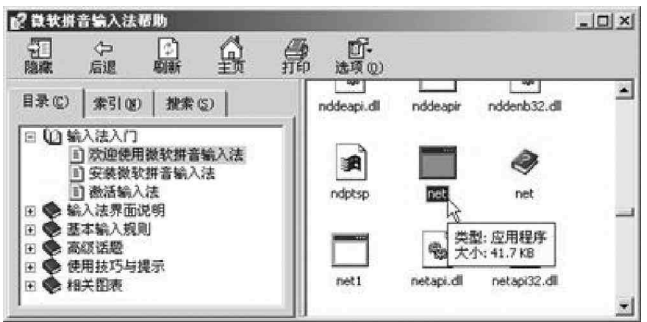 微软拼音输入法帮助
隐藏 后退 刷新 主页 打印 选项(O)
目录(C) 索引(N) 搜索(S)
输入法入门
欢迎使用微软拼音输入法
安装微软拼音输入法
激活输入法
输入法界面说明
基本输入规则
高级话题
使用技巧与提示
相关图表
nddeapi.dll nddeapir nddenb32.dll
ndptsp net net
类型: 应用程序
大小: 41.7 KB
net1 netapi.dll netapi32.dll